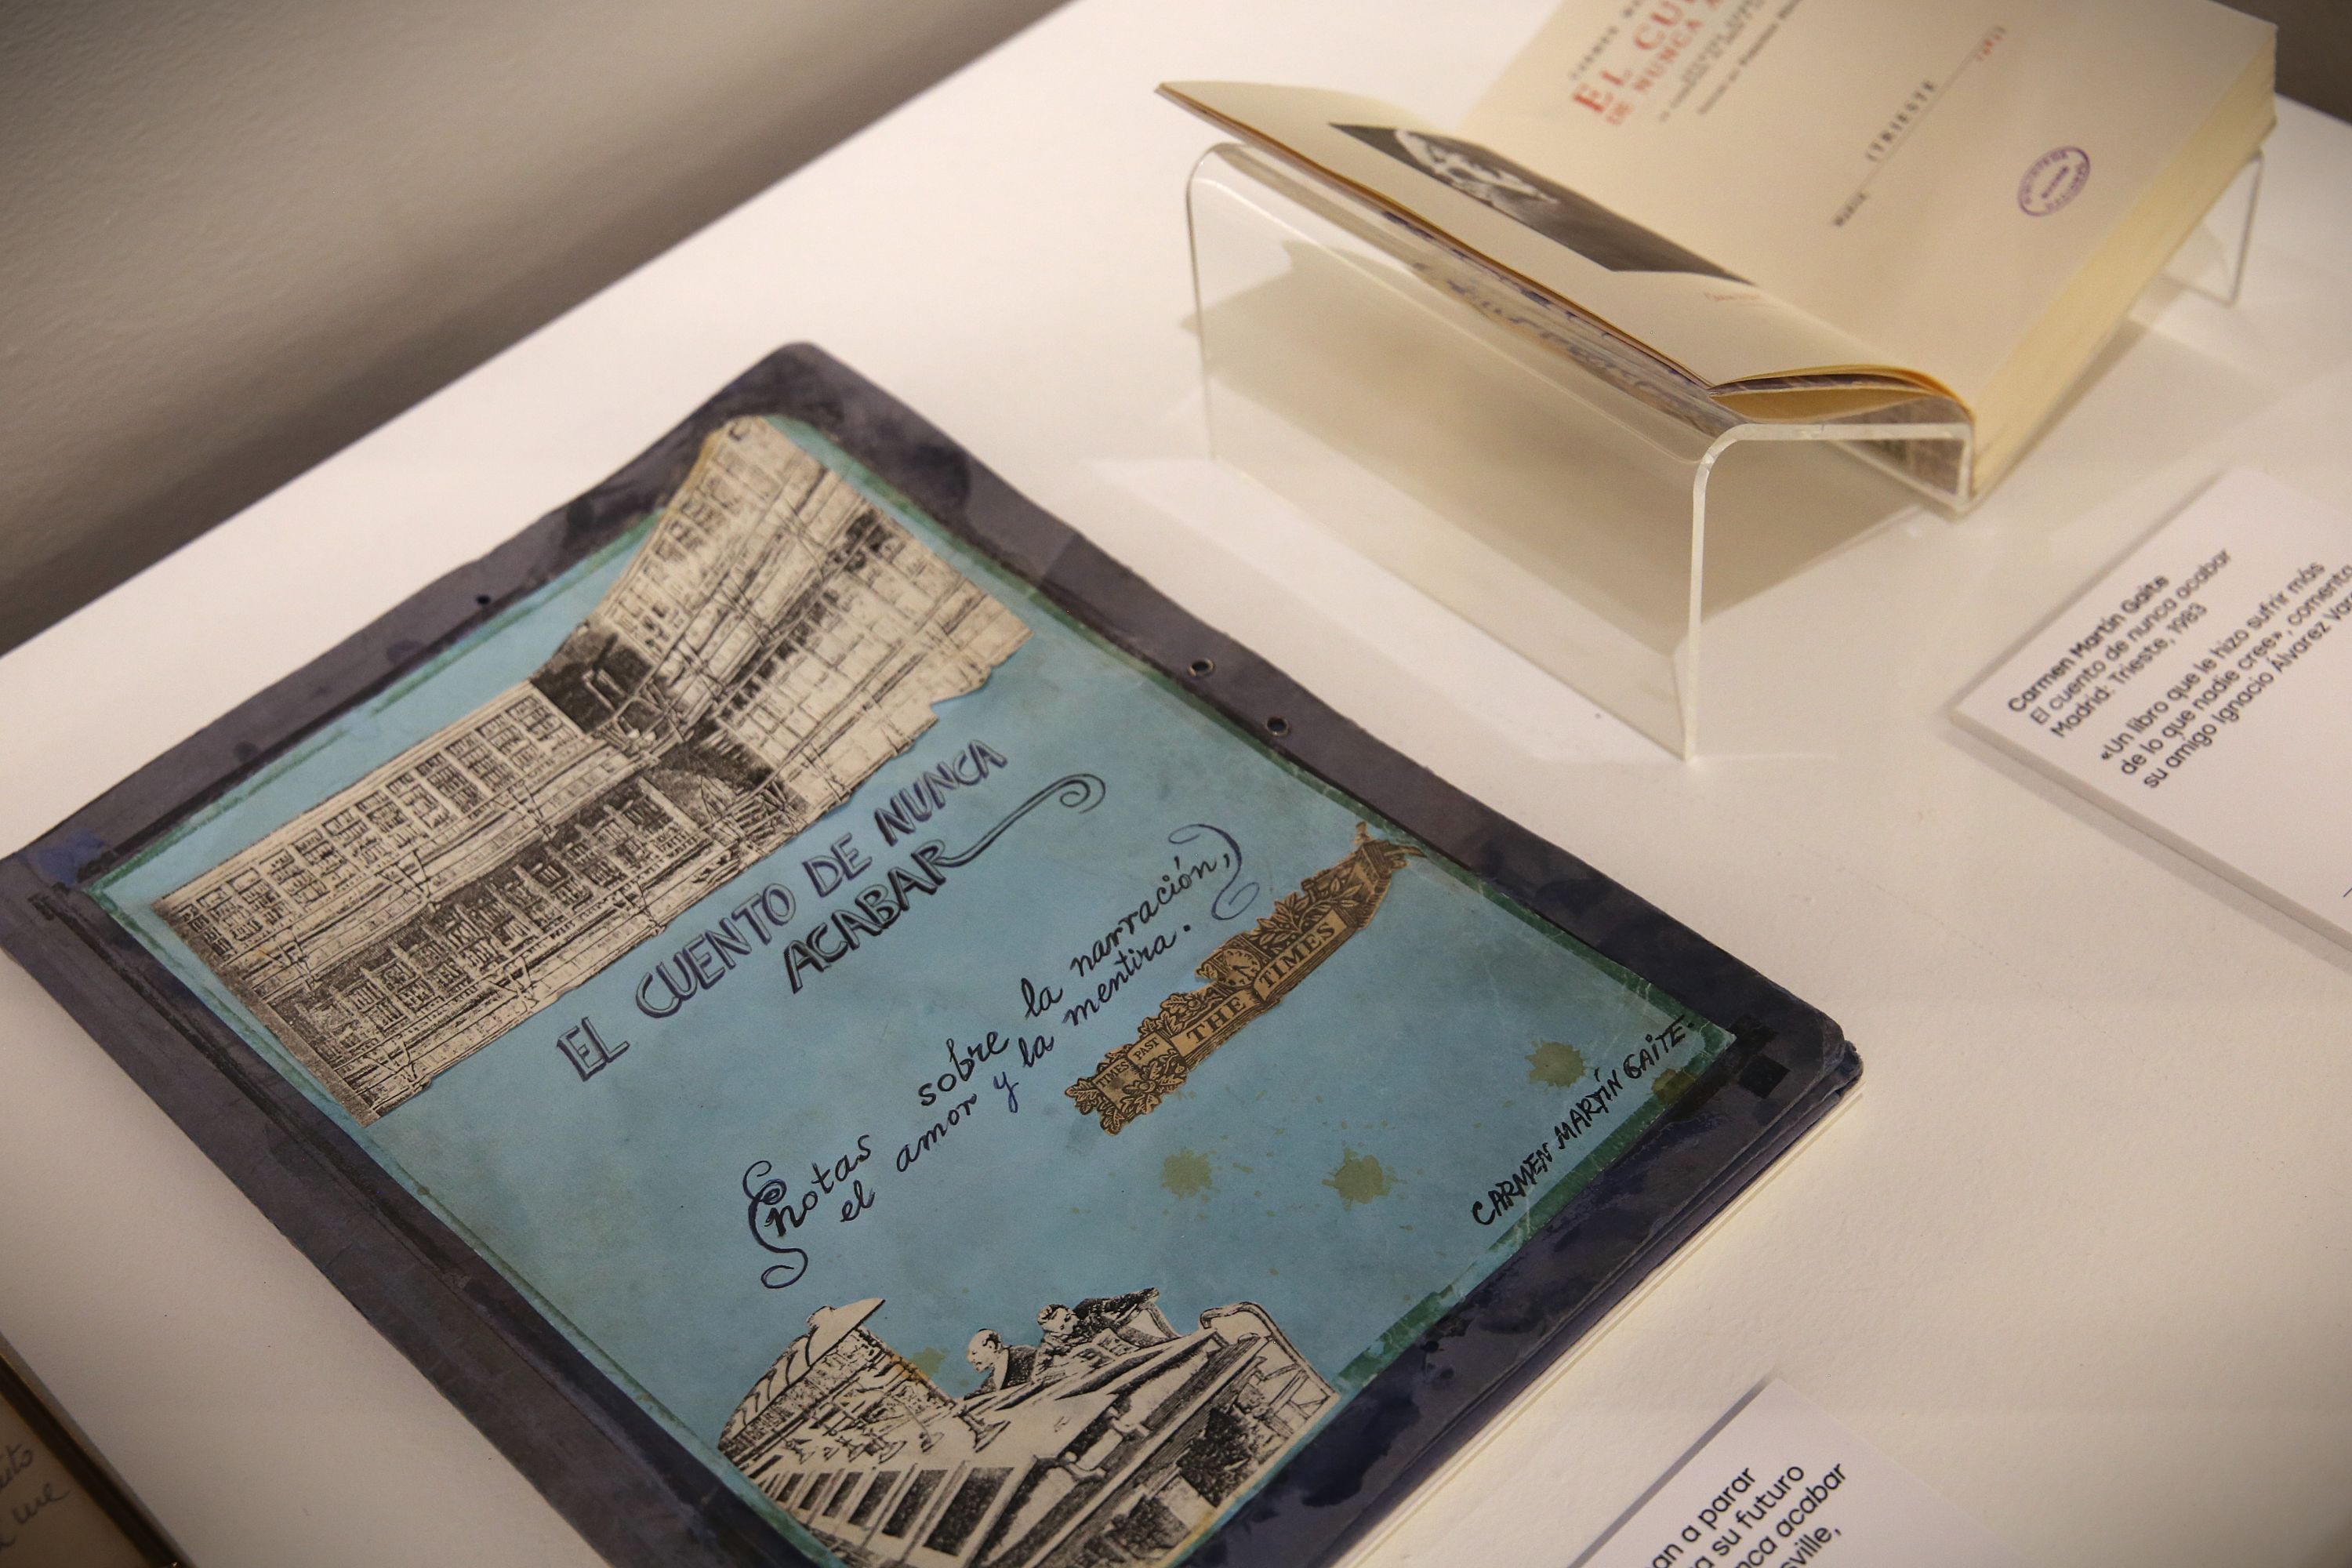 EL CUENTO DE NUNCA
ACABAR
notas sobre la narración,
el amor y la mentira.
TIMES PAST THE TIMES
CARMEN MARTÍN GAITE.
EL CU
DE NUNCA A
(TRIESTE
Carmen Martín Gaite
El cuento de nunca acabar
Madrid: Trieste, 1983
«Un libro que le hizo sufrir más
de lo que nadie cree», comenta
su amigo Ignacio Álvarez
an a parar
a su futuro
nca acabar
sville,